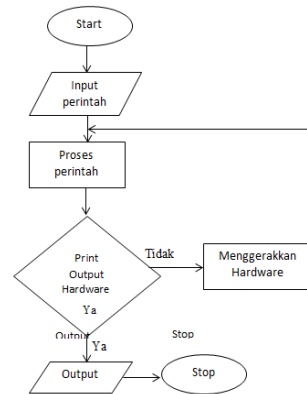 Start
Input
perintah
Proses
perintah
Print
Output
Hardware
Ya
Tidak
Menggerakkan
Hardware
Output
Stop
Ya
Output
Stop